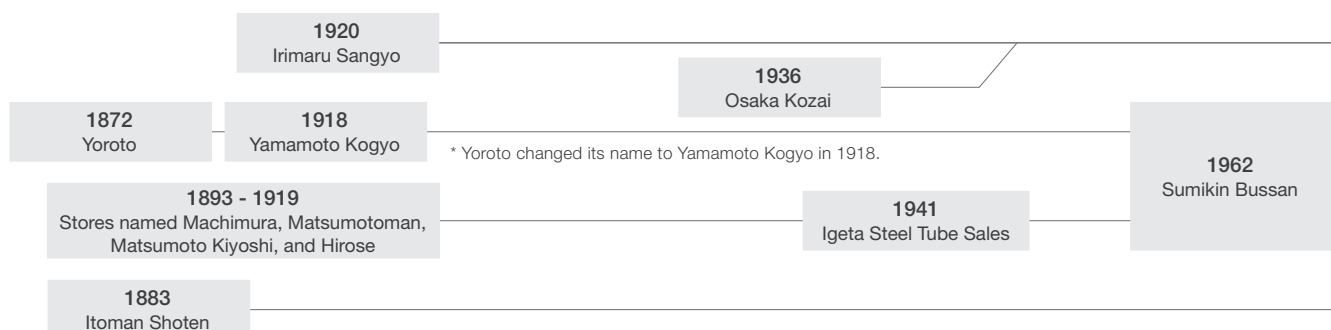 1920
Irimaru Sangyo
1936
Osaka Kozai
1872
Yoroto
1918
Yamamoto Kogyo
* Yoroto changed its name to Yamamoto Kogyo in 1918.
1962
Sumikin Bussan
1893 - 1919
Stores named Machimura, Matsumotoman,
Matsumoto Kiyoshi, and Hirose
1941
Igeta Steel Tube Sales
1883
Itoman Shoten